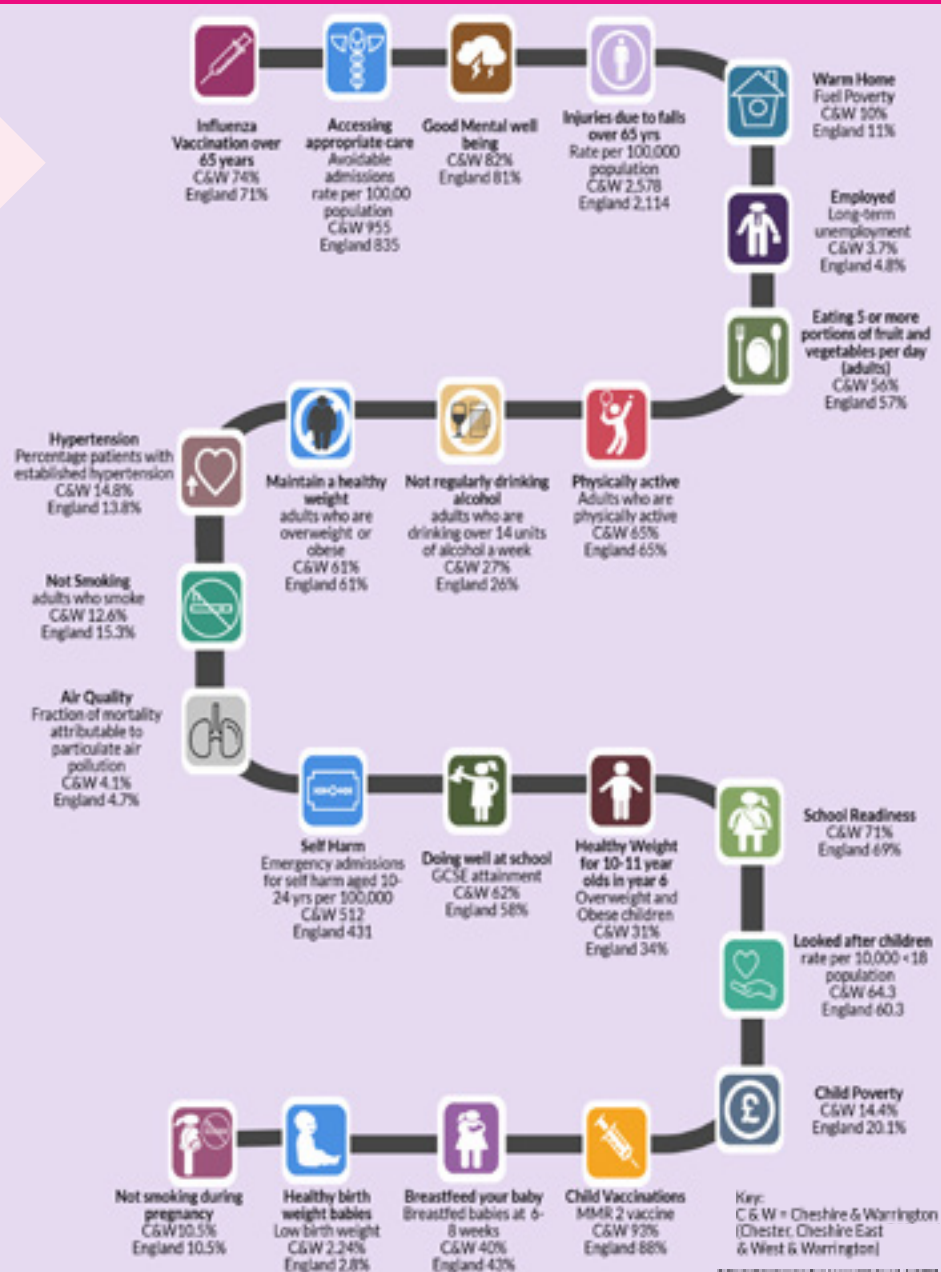 Influenza
Vaccination over
65 years
C&W 74%
England 71%
Accessing
appropriate care
Avoidable
admissions
rate per 100,00
population
C&W 955
England 835
Good Mental well
being
C&W 82%
England 81%
Injuries due to falls
over 65 yrs
Rate per 100,000
population
C&W 2,578
England 2,114
Warm Home
Fuel Poverty
C&W 10%
England 11%
Employed
Long-term
unemployment
C&W 3.7%
England 4.8%
Eating 5 or more
portions of fruit and
vegetables per day
(adults)
C&W 56%
England 57%
Physically active
Adults who are
physically active
C&W 65%
England 65%
Not regularly drinking
alcohol
adults who are
drinking over 14 units
of alcohol a week
C&W 27%
England 26%
Maintain a healthy
weight
adults who are
overweight or
obese
C&W 61%
England 61%
Hypertension
Percentage patients with
established hypertension
C&W 14.8%
England 13.8%
Not Smoking
adults who smoke
C&W 12.6%
England 15.3%
Air Quality
Fraction of mortality
attributable to
particulate air
pollution
C&W 4.1%
England 4.7%
Self Harm
Emergency admissions
for self harm aged 10-
24 yrs per 100,000
C&W 512
England 431
Doing well at school
GCSE attainment
C&W 62%
England 58%
Healthy Weight
for 10-11 year
olds in year 6
Overweight and
Obese children
C&W 31%
England 34%
School Readiness
C&W 71%
England 69%
Looked after children
rate per 10,000 <18
population
C&W 64.3
England 60.3
£
Child Poverty
C&W 14.4%
England 20.1%
Child Vaccinations
MMR 2 vaccine
C&W 93%
England 88%
Breastfeed your baby
Breastfed babies at 6-
8 weeks
C&W 40%
England 43%
Healthy birth
weight babies
Low birth weight
C&W 2.24%
England 2.8%
Not smoking during
pregnancy
C&W10.5%
England 10.5%
Key:
C & W = Cheshire & Warrington
(Chester, Cheshire East
& West & Warrington)